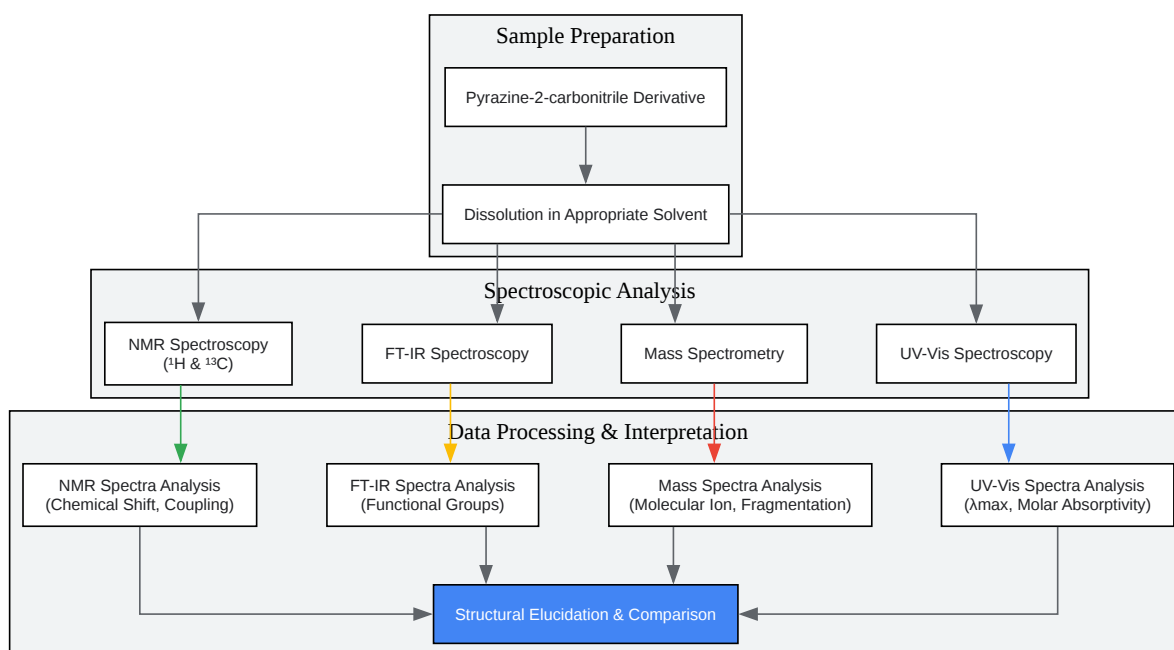 Sample Preparation
Pyrazine-2-carbonitrile Derivative
Dissolution in Appropriate Solvent
Spectroscopic Analysis
NMR Spectroscopy
(¹H & ¹³C)
FT-IR Spectroscopy
Mass Spectrometry
UV-Vis Spectroscopy
Data Processing & Interpretation
NMR Spectra Analysis
(Chemical Shift, Coupling)
FT-IR Spectra Analysis
(Functional Groups)
Mass Spectra Analysis
(Molecular Ion, Fragmentation)
UV-Vis Spectra Analysis
(λmax, Molar Absorptivity)
Structural Elucidation & Comparison